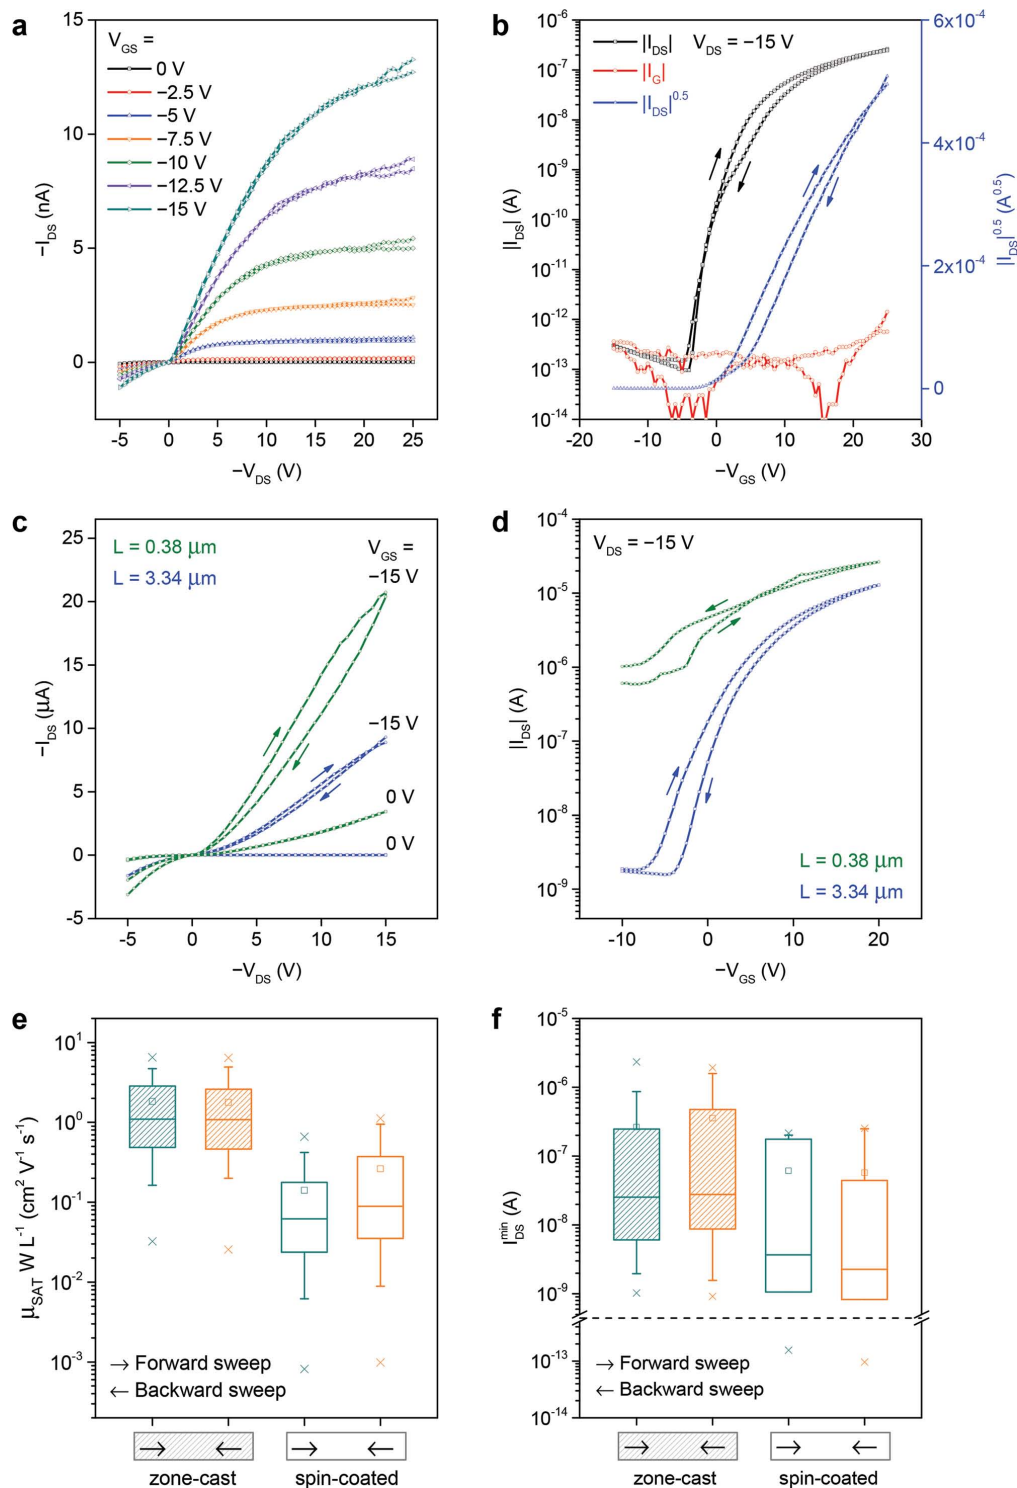 a
V_GS =
0 V
−2.5 V
−5 V
−7.5 V
−10 V
−12.5 V
−15 V
15
10
5
0
−I_DS (nA)
-5 0 5 10 15 20 25
−V_DS (V)
b
|I_DS|
|I_G|
|I_DS|^0.5
V_DS = −15 V
10^-6
10^-7
10^-8
10^-9
10^-10
10^-11
10^-12
10^-13
10^-14
||I_DS| (A)
6x10^-4
4x10^-4
2x10^-4
0
||I_DS|^0.5 (A^0.5)
-20 -10 0 10 20 30
−V_GS (V)
c
L = 0.38 μm
L = 3.34 μm
V_GS =
−15 V
−15 V
0 V
0 V
25
20
15
10
5
0
-5
−I_DS (μA)
-5 0 5 10 15
−V_DS (V)
d
V_DS = −15 V
10^-4
10^-5
10^-6
10^-7
10^-8
10^-9
||I_DS| (A)
L = 0.38 μm
L = 3.34 μm
-10 0 10 20
−V_GS (V)
e
10^1
10^0
10^-1
10^-2
10^-3
μ_SAT W L^-1 (cm^2 V^-1 s^-1)
→ Forward sweep
← Backward sweep
→ ← → ←
zone-cast spin-coated
f
10^-5
10^-6
10^-7
10^-8
10^-9
10^-13
10^-14
I_DS^min (A)
→ Forward sweep
← Backward sweep
→ ← → ←
zone-cast spin-coated